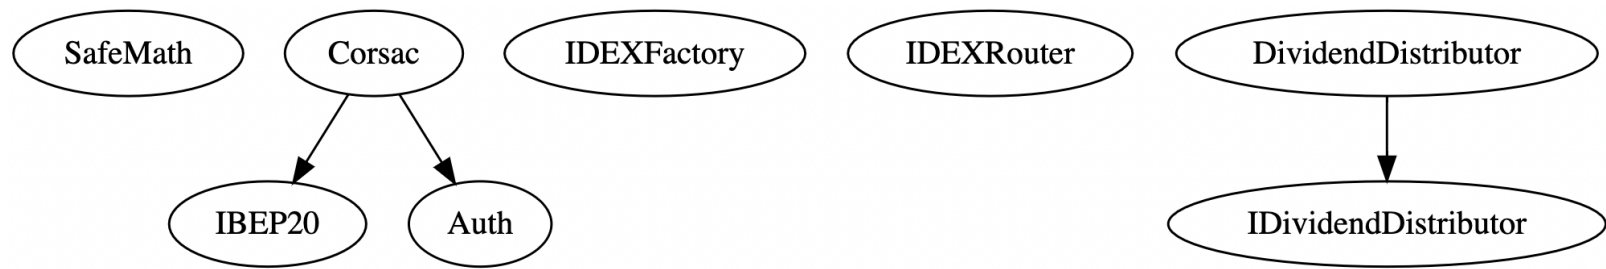 SafeMath
Corsac
IDEXFactory
IDEXRouter
DividendDistributor
IBEP20
Auth
IDividendDistributor